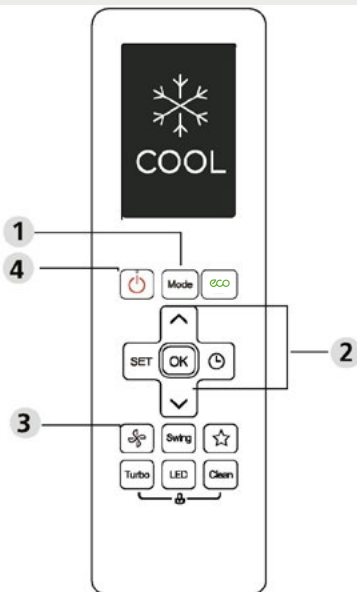 COOL
1
4
Mode eco
2
SET OK
3
Swing
Turbo LED Clean